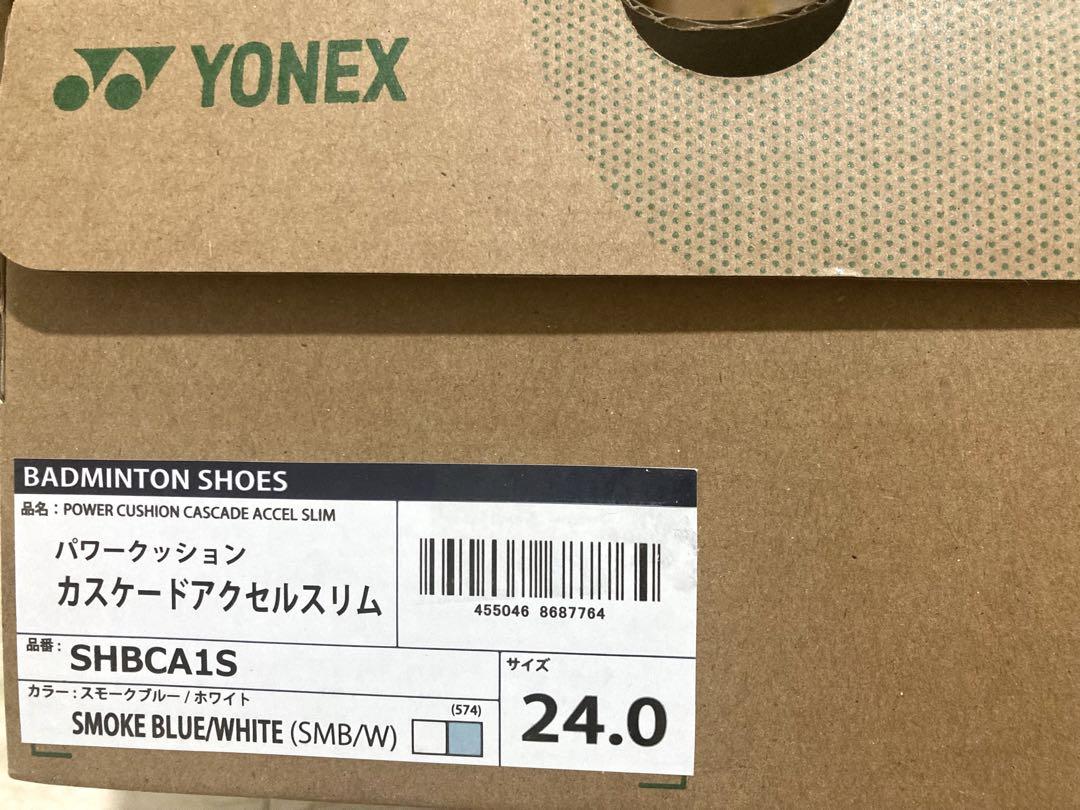 YONEX
BADMINTON SHOES
品名：POWER CUSHION CASCADE ACCEL SLIM
パワークッション
カスケードアクセルスリム
455046 8687764
品番：
SHBCA1S
カラー：スモークブルー/ホワイト
(574)
SMOKE BLUE/WHITE (SMB/W)
サイズ
24.0